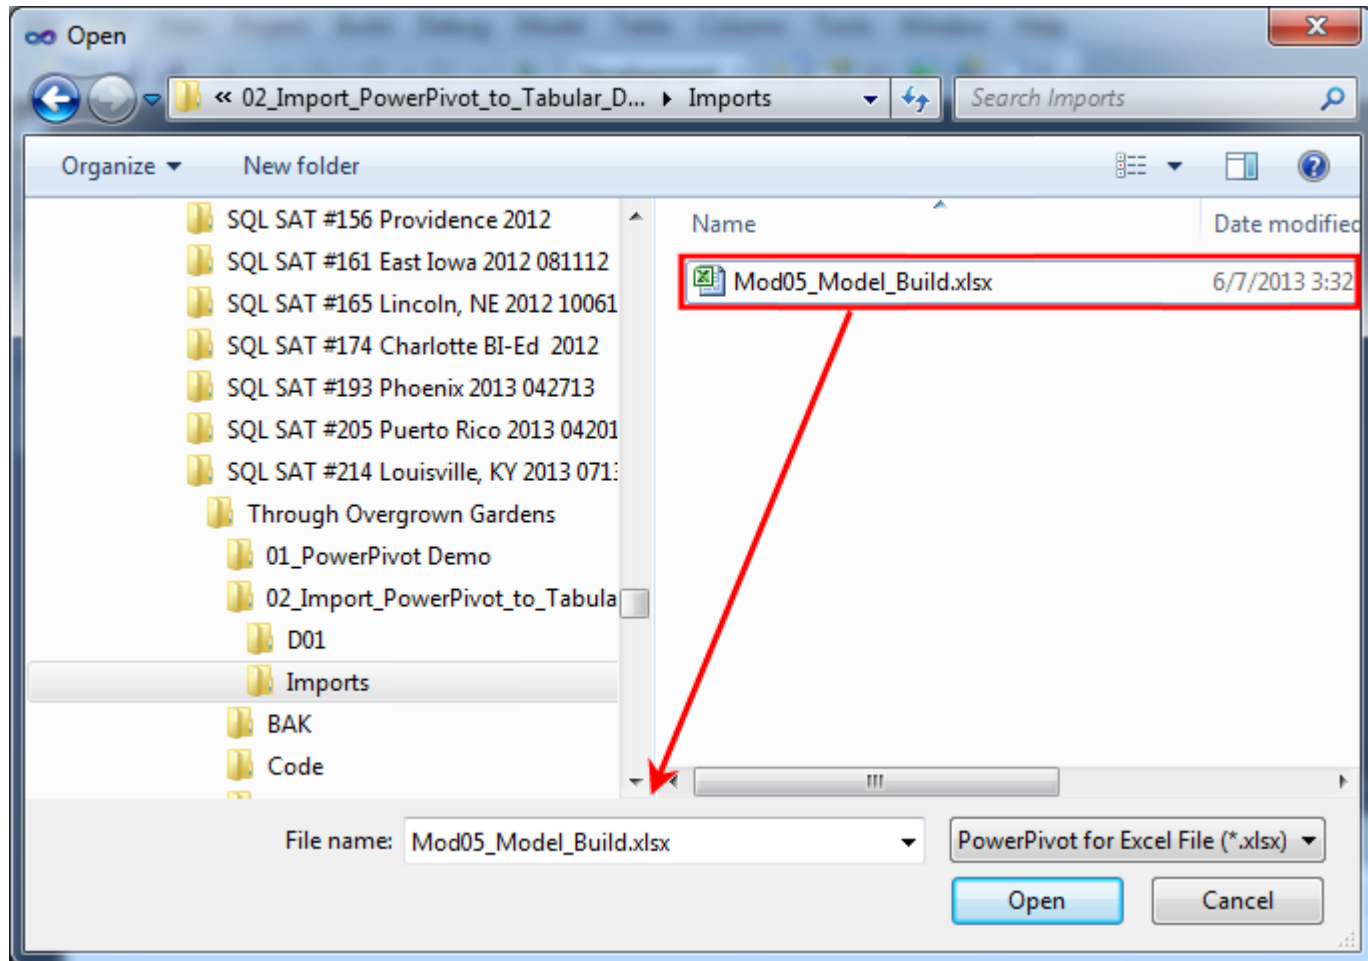 Open
« 02_Import_PowerPivot_to_Tabular_D... Imports
Search Imports
Organize
New folder
SQL SAT #156 Providence 2012
SQL SAT #161 East Iowa 2012 081112
SQL SAT #165 Lincoln, NE 2012 10061
SQL SAT #174 Charlotte BI-Ed  2012
SQL SAT #193 Phoenix 2013 042713
SQL SAT #205 Puerto Rico 2013 04201
SQL SAT #214 Louisville, KY 2013 071
Through Overgrown Gardens
01_PowerPivot Demo
02_Import_PowerPivot_to_Tabula
D01
Imports
BAK
Code
Name
Date modified
Mod05_Model_Build.xlsx
6/7/2013 3:32
File name: Mod05_Model_Build.xlsx
PowerPivot for Excel File (*.xlsx)
Open
Cancel